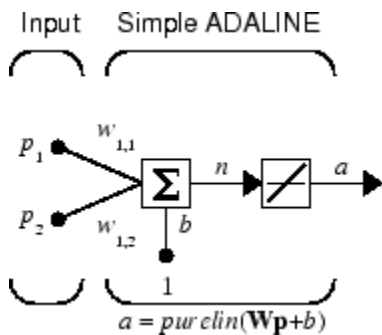 Input Simple ADALINE
p1 w1,1
Σ n a
p2 w1,2 b
1
a = purelin(Wp+b)